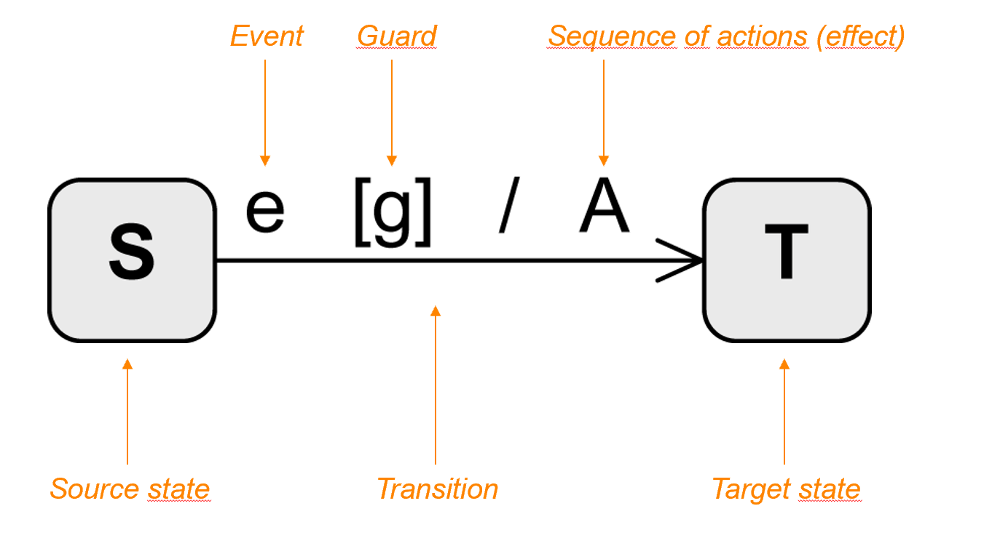 Event Guard Sequence of actions (effect)
e [g] / A
S T
Source state Transition Target state